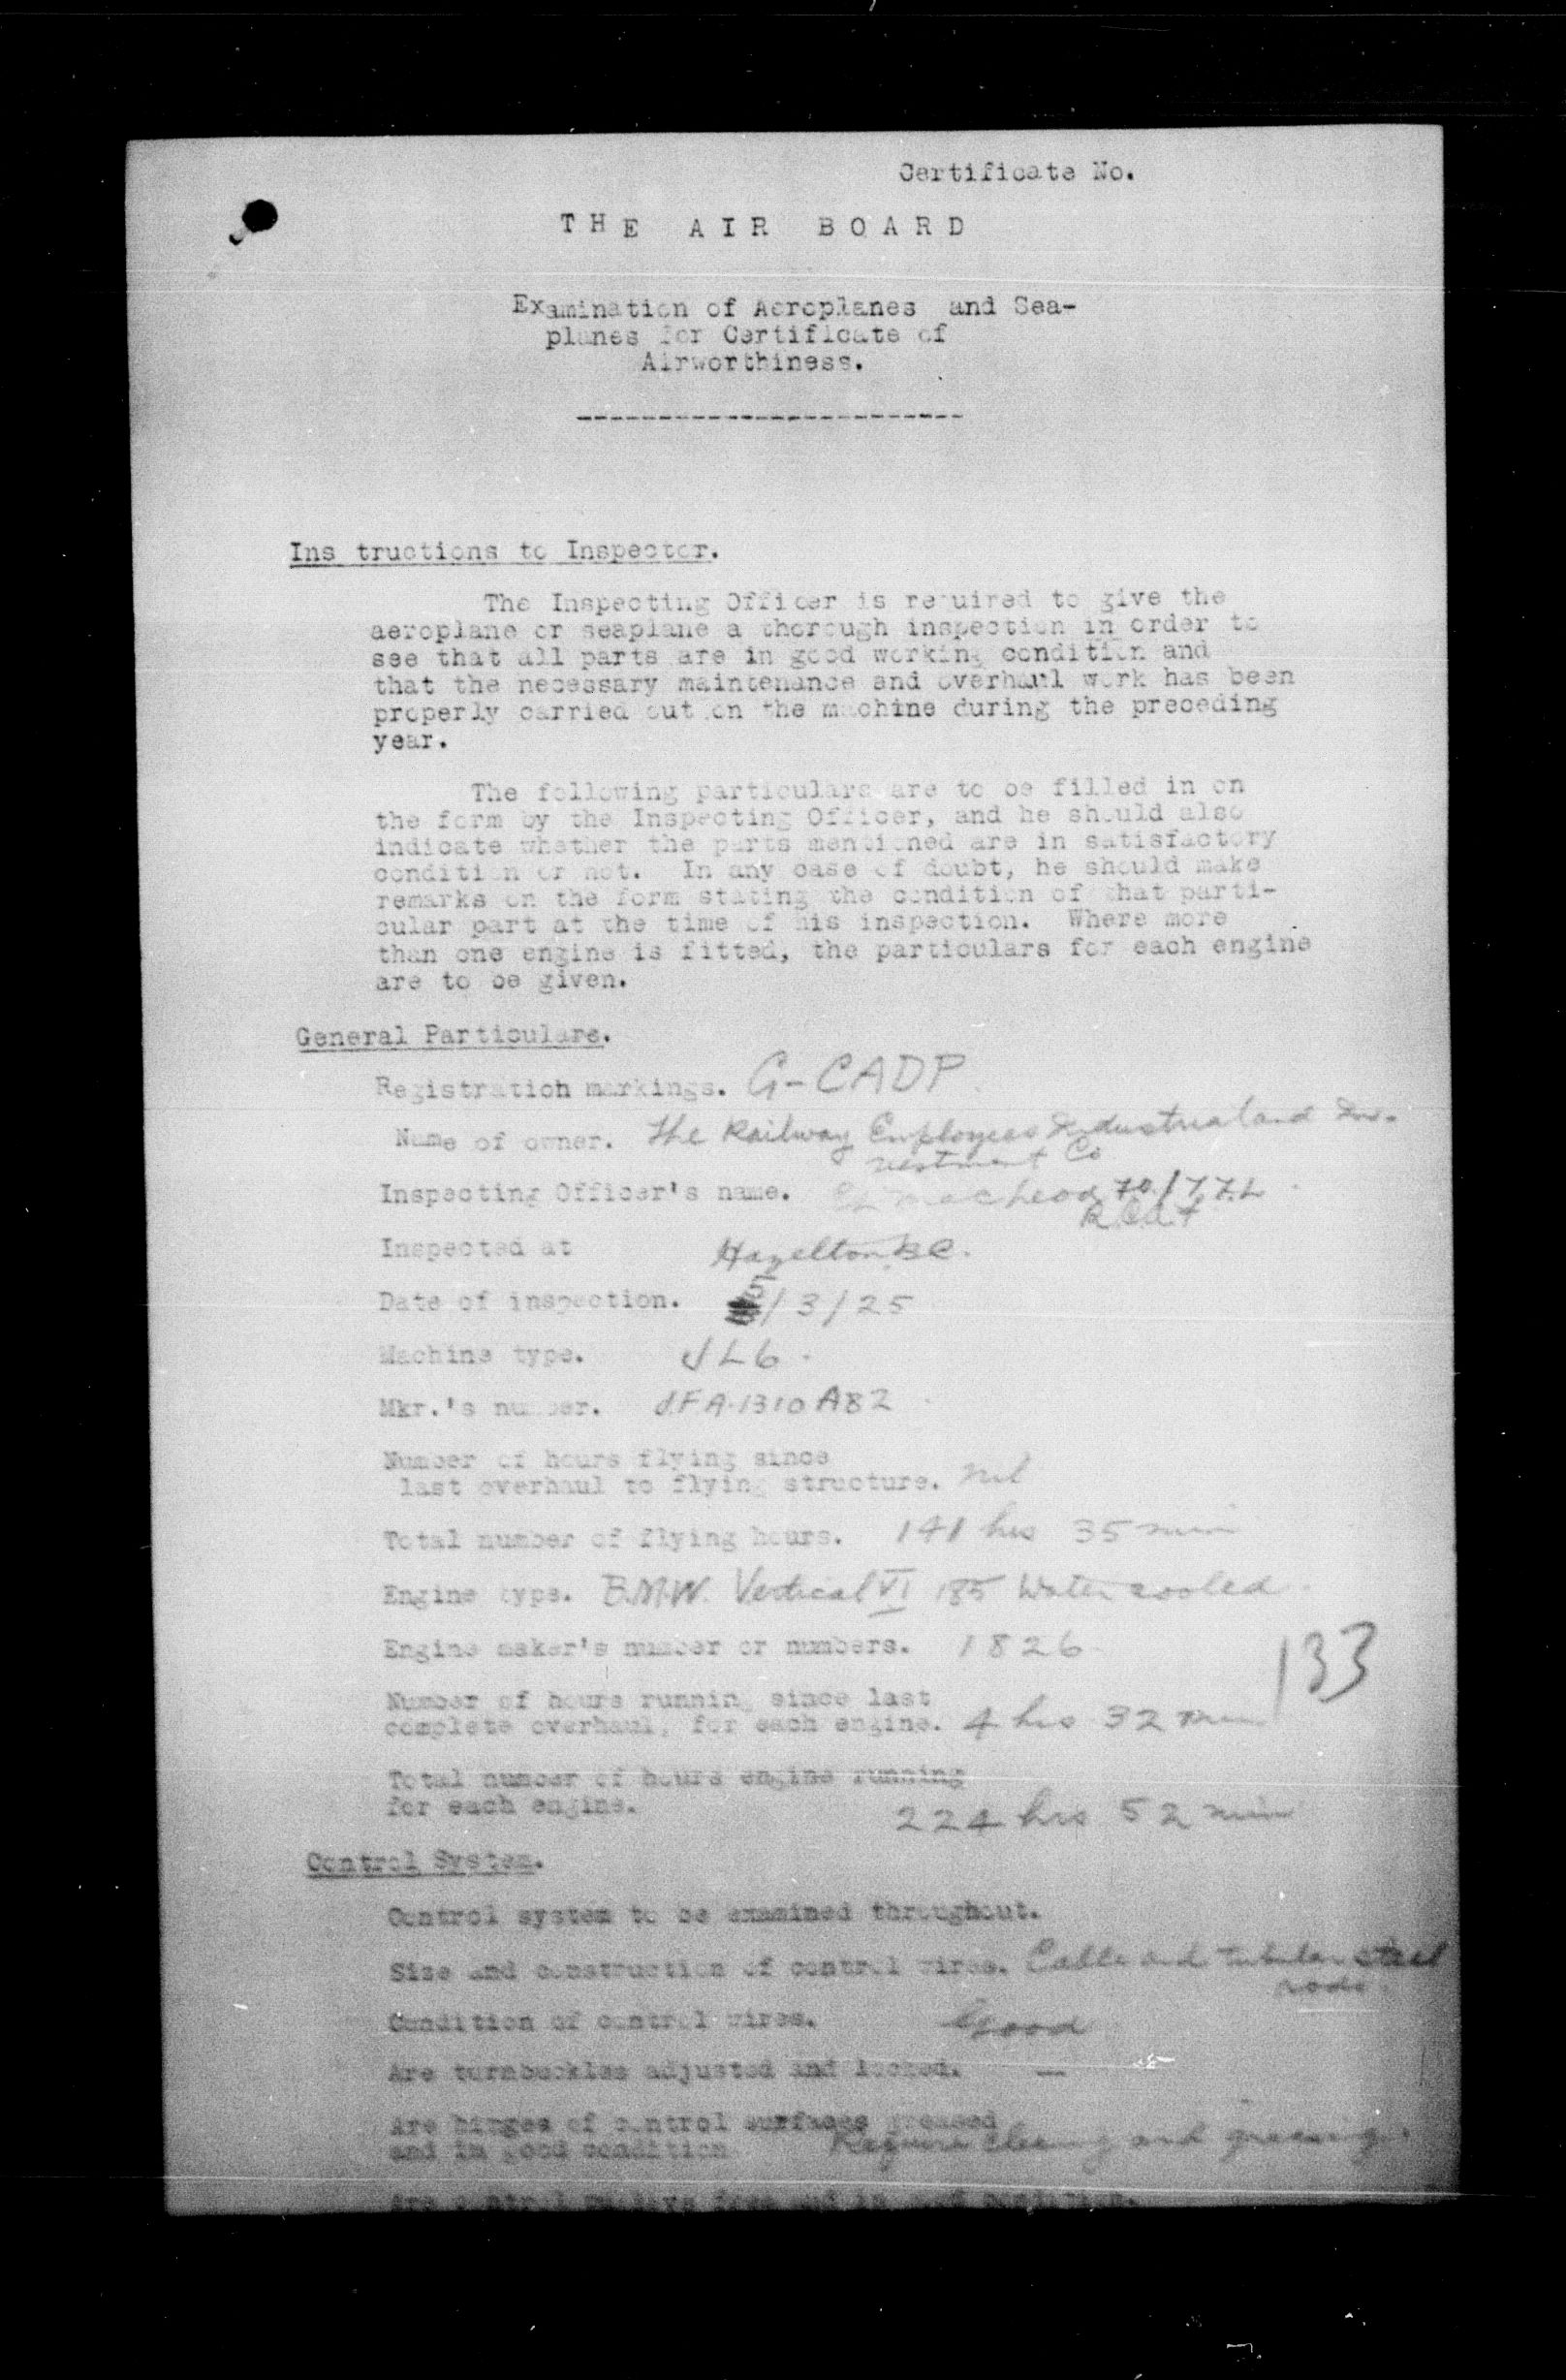 Certificate No.
THE AIR BOARD
Examination of Aeroplanes and Sea-
planes for Certificate of
Airworthiness.
------------------------
Ins tructions to Inspector.
The Inspecting Officer is required to give the
aeroplane or seaplane a thorough inspection in order to
see that all parts are in good working condition and
that the necessary maintenance and overhaul work has been
properly carried out on the machine during the preceding
year.
The following particulars are to be filled in on
the form by the Inspecting Officer, and he should also
indicate whether the parts mentioned are in satisfactory
condition or not. In any case of doubt, he should make
remarks on the form stating the condition of that parti-
cular part at the time of his inspection. Where more
than one engine is fitted, the particulars for each engine
are to be given.
General Particulars.
Registration markings. G-CADP
Name of owner. The Railway Employees Industrial and Inv-
estment Co
Inspecting Officer's name. MacLeod
R.C.A.F
Inspected at Hazelton B.C.
Date of inspection. 5/3/25
Machine type. JL6.
Mkr.'s number. J.F.A.1310 A82
Number of hours flying since
last overhaul to flying structure. nil
Total number of flying hours. 141 hrs 35 min
Engine type. B.M.W. Vertical VI 185 Water cooled.
Engine maker's number or numbers. 1826
133
Number of hours running since last
complete overhaul, for each engine. 4 hrs 32 min
Total number of hours engine running
for each engine. 224 hrs 52 min
Control System.
Control system to be examined throughout.
Size and construction of control wires. Cable and tubular steel
rods.
Condition of control wires. Good
Are turnbuckles adjusted and locked. —
Are hinges of control surfaces greased
and in good condition Require cleaning and greasing.